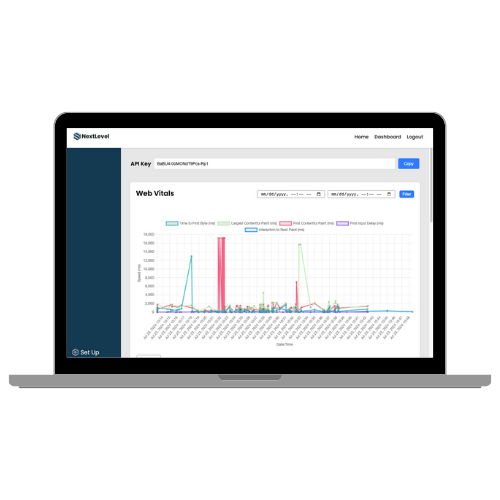 NextLevel
Home Dashboard Logout
API Key
Copy
Web Vitals
mm/dd/yyyy, --:-- -- mm/dd/yyyy, --:-- -- Filter
Time to First Byte (ms) Largest Contentful Paint (ms) First Contentful Paint (ms) First Input Delay (ms)
Interaction to Next Paint (ms)
18,000
16,000
14,000
12,000
10,000
8,000
6,000
4,000
2,000
0
Speed (ms)
Date/Time
Set Up